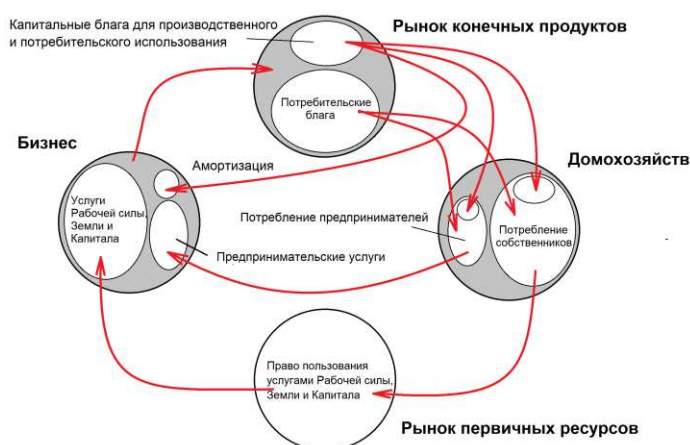 Капитальные блага для производственного
и потребительского использования
Рынок конечных продуктов
Потребительские
блага
Бизнес
Амортизация
Домохозяйств
Услуги
Рабочей силы,
Земли и
Капитала
Потребление предпринимателей
Потребление
собственников
Предпринимательские услуги
Право пользования
услугами Рабочей силы,
Земли и Капитала
Рынок первичных ресурсов